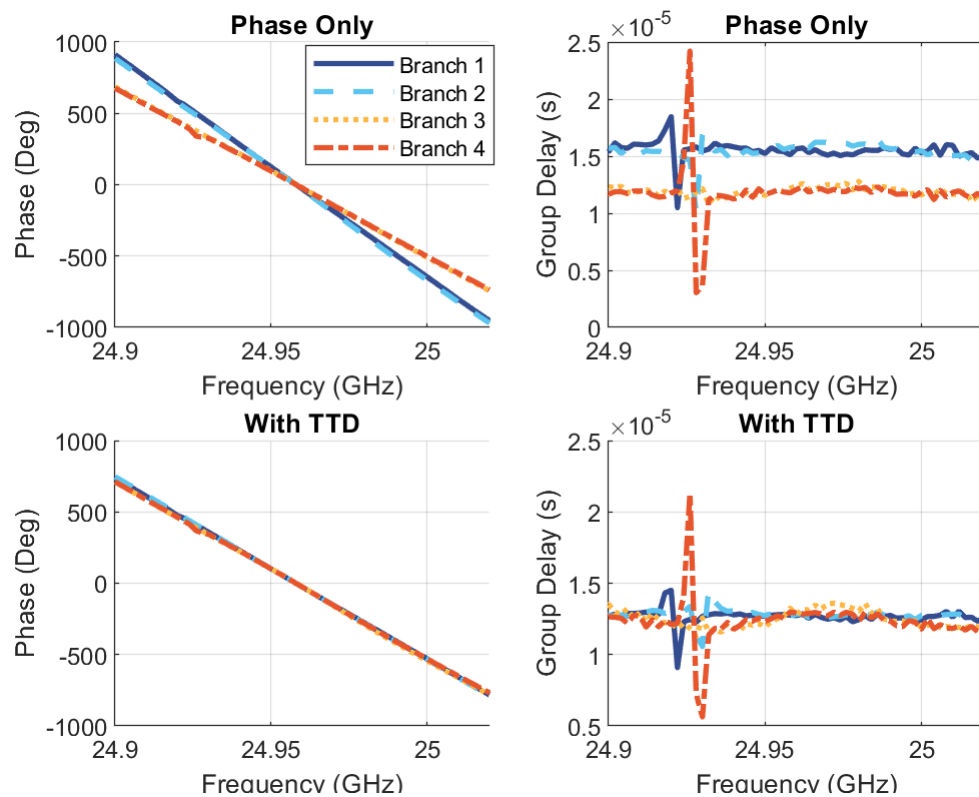 Phase Only
Phase (Deg)
1000
500
0
-500
-1000
24.9
24.95
25
Frequency (GHz)
Branch 1
Branch 2
Branch 3
Branch 4
Phase Only
×10⁻⁵
Group Delay (s)
2.5
2
1.5
1
0.5
0
24.9
24.95
25
Frequency (GHz)
With TTD
Phase (Deg)
1000
500
0
-500
-1000
24.9
24.95
25
Frequency (GHz)
With TTD
×10⁻⁵
Group Delay (s)
2.5
2
1.5
1
0.5
24.9
24.95
25
Frequency (GHz)